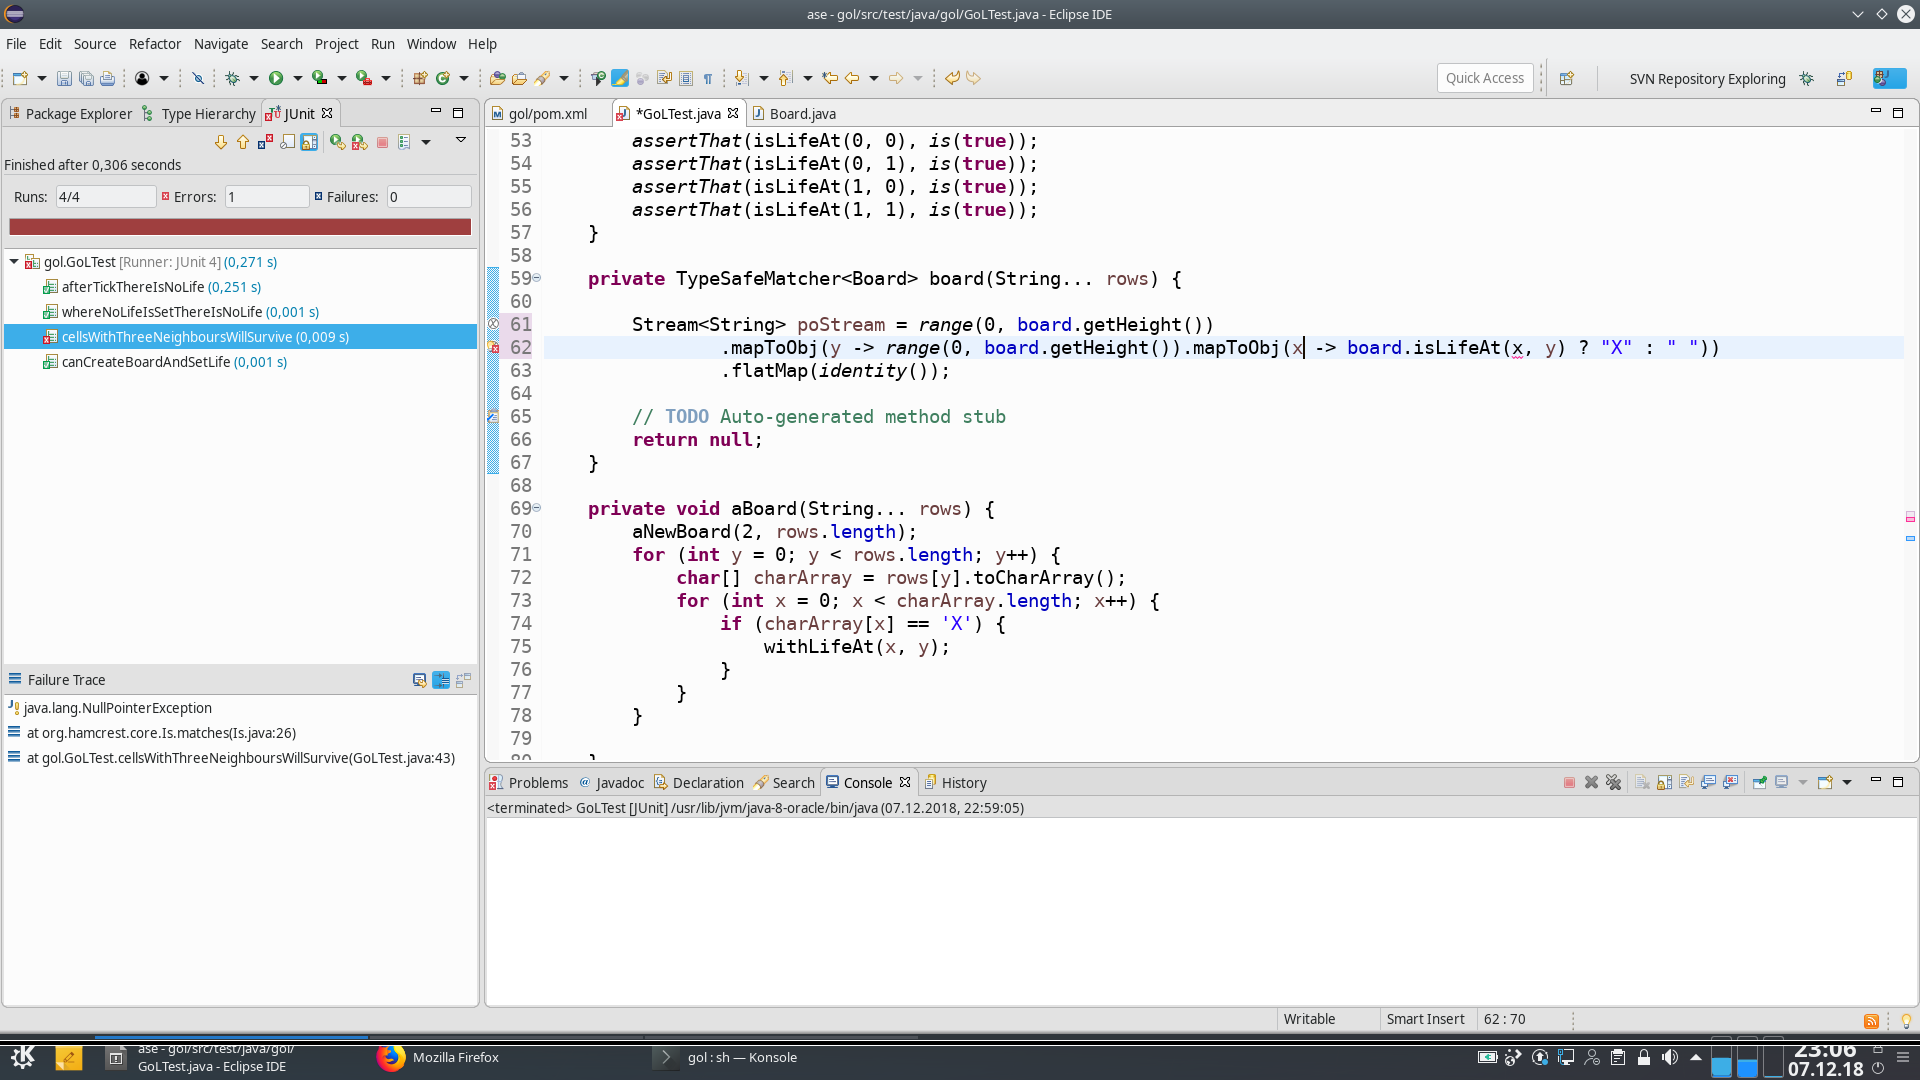 ase - gol/src/test/java/gol/GoLTest.java - Eclipse IDE
File Edit Source Refactor Navigate Search Project Run Window Help
Quick Access
SVN Repository Exploring
Package Explorer Type Hierarchy JUnit
gol/pom.xml *GoLTest.java Board.java
Finished after 0,306 seconds
Runs: 4/4 Errors: 1 Failures: 0
gol.GoLTest [Runner: JUnit 4] (0,271 s)
afterTickThereIsNoLife (0,251 s)
whereNoLifeIsSetThereIsNoLife (0,001 s)
cellsWithThreeNeighboursWillSurvive (0,009 s)
canCreateBoardAndSetLife (0,001 s)
Failure Trace
java.lang.NullPointerException
at org.hamcrest.core.Is.matches(Is.java:26)
at gol.GoLTest.cellsWithThreeNeighboursWillSurvive(GoLTest.java:43)
53 assertThat(isLifeAt(0, 0), is(true));
54 assertThat(isLifeAt(0, 1), is(true));
55 assertThat(isLifeAt(1, 0), is(true));
56 assertThat(isLifeAt(1, 1), is(true));
57 }
58
59 private TypeSafeMatcher<Board> board(String... rows) {
60
61 Stream<String> poStream = range(0, board.getHeight())
62 .mapToObj(y -> range(0, board.getHeight()).mapToObj(x -> board.isLifeAt(x, y) ? "X" : " "))
63 .flatMap(identity());
64
65 // TODO Auto-generated method stub
66 return null;
67 }
68
69 private void aBoard(String... rows) {
70 aNewBoard(2, rows.length);
71 for (int y = 0; y < rows.length; y++) {
72 char[] charArray = rows[y].toCharArray();
73 for (int x = 0; x < charArray.length; x++) {
74 if (charArray[x] == 'X') {
75 withLifeAt(x, y);
76 }
77 }
78 }
79
80 }
Problems Javadoc Declaration Search Console History
<terminated> GoLTest [JUnit] /usr/lib/jvm/java-8-oracle/bin/java (07.12.2018, 22:59:05)
Writable Smart Insert 62 : 70
ase - gol/src/test/java/gol/
GoLTest.java - Eclipse IDE
Mozilla Firefox
gol : sh — Konsole
23:06
07.12.18